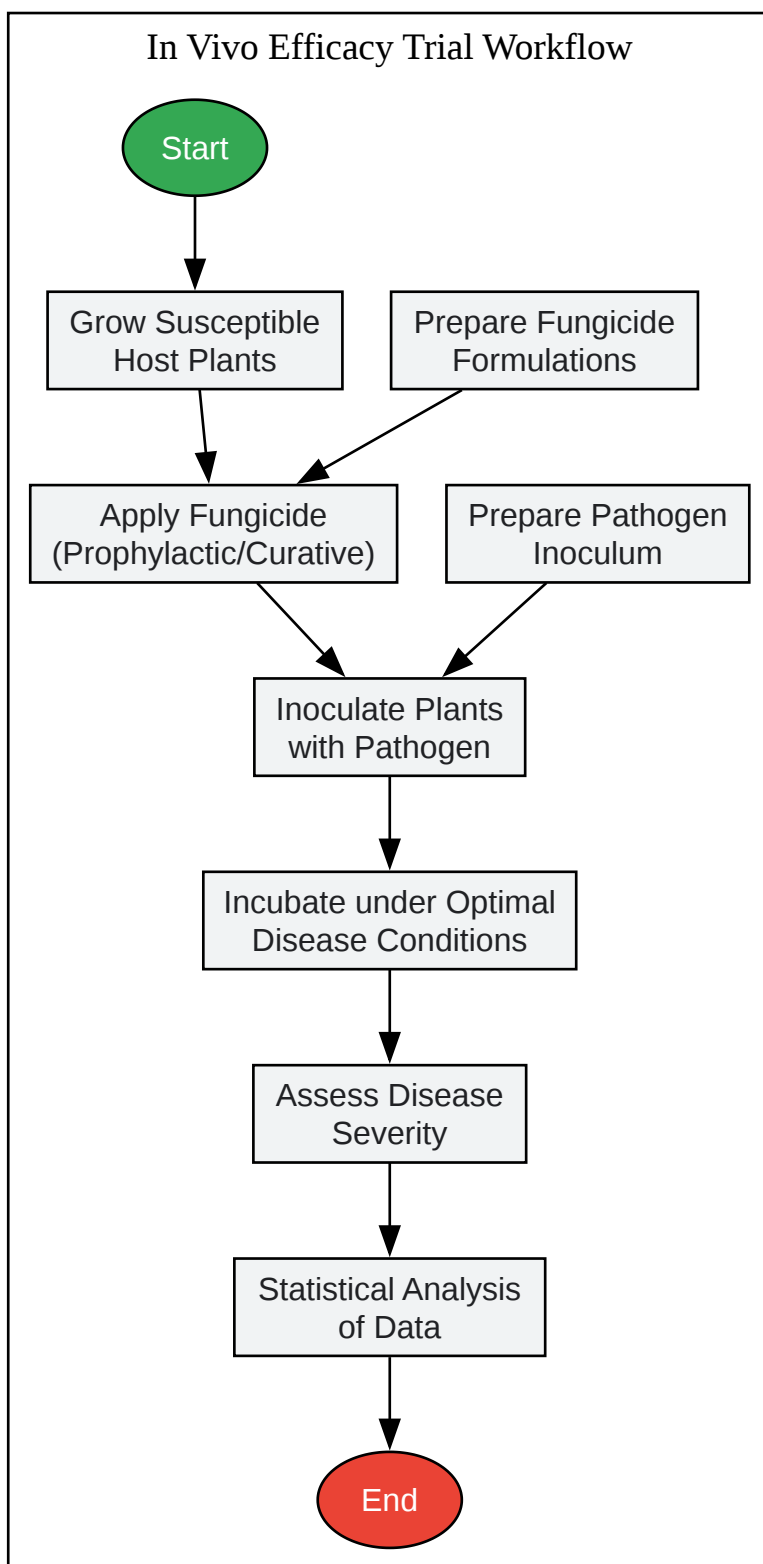 In Vivo Efficacy Trial Workflow
Start
Grow Susceptible
Host Plants
Prepare Fungicide
Formulations
Apply Fungicide
(Prophylactic/Curative)
Prepare Pathogen
Inoculum
Inoculate Plants
with Pathogen
Incubate under Optimal
Disease Conditions
Assess Disease
Severity
Statistical Analysis
of Data
End